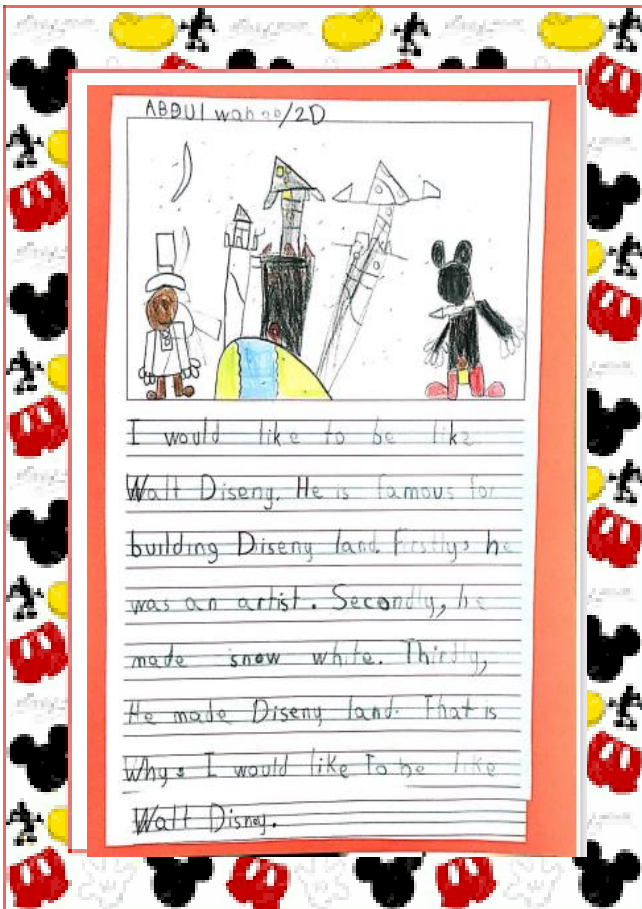 ABDUlwahab/2D
I would like to be like
Walt Diseny. He is famous for
building Diseny land. Firstly, he
was an artist. Secondly, he
made snow white. Thirdly,
He made Diseny land. That is
Why, I would like To be like
Walt Disney.